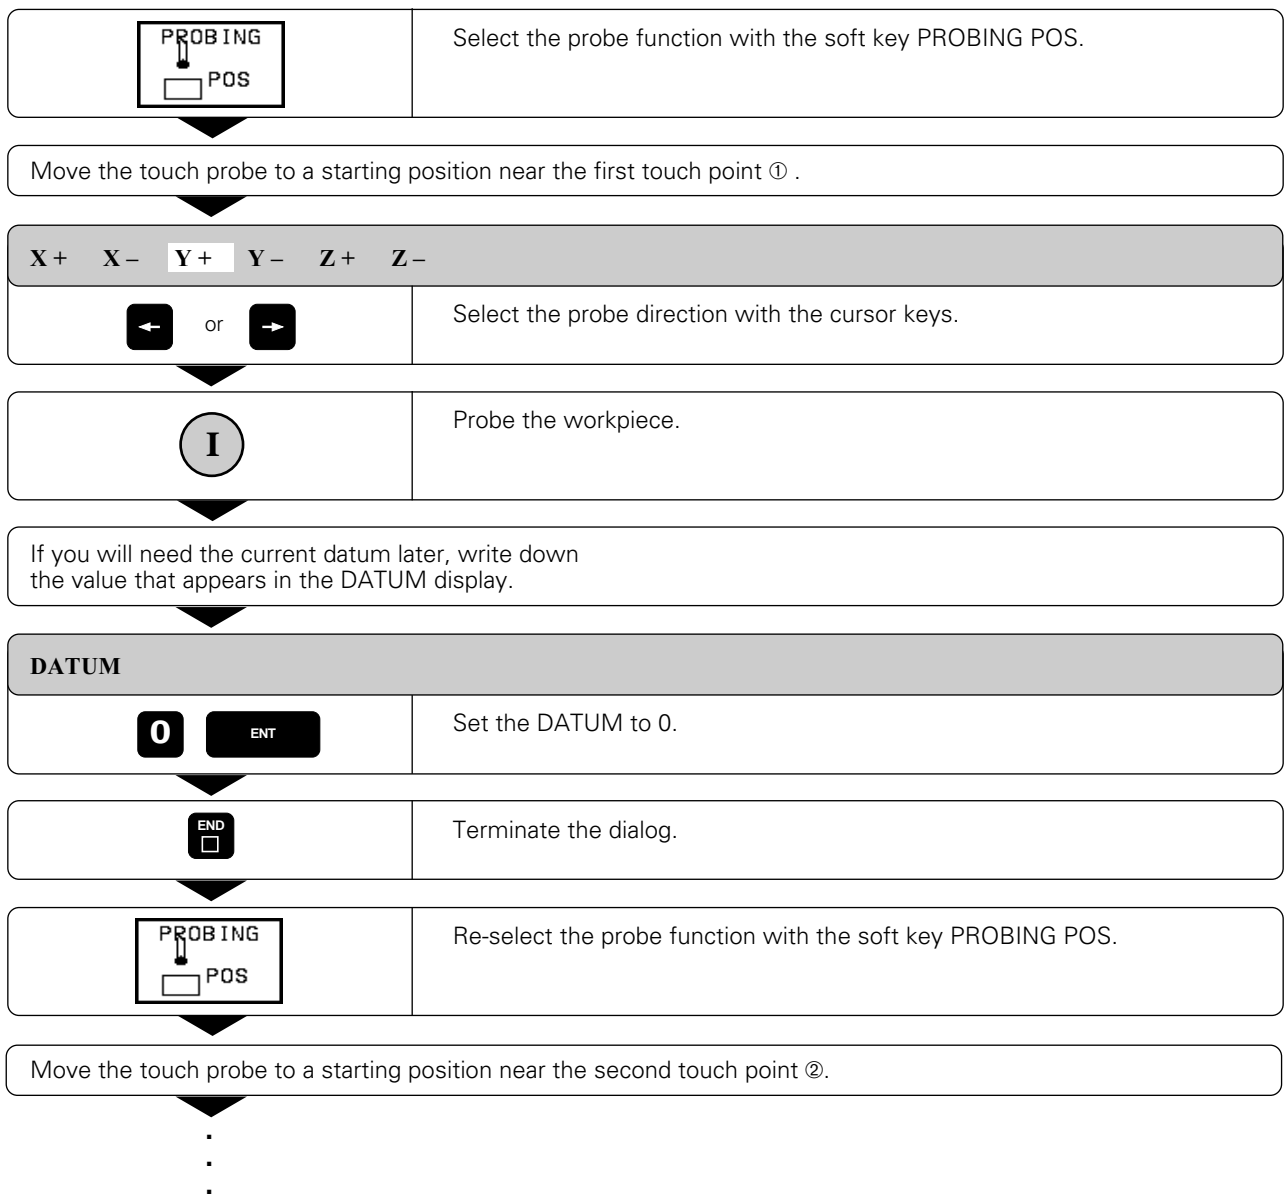 PROBING
POS
Select the probe function with the soft key PROBING POS.
Move the touch probe to a starting position near the first touch point ① .
X + X – Y + Y – Z + Z –
← or →
Select the probe direction with the cursor keys.
I
Probe the workpiece.
If you will need the current datum later, write down
the value that appears in the DATUM display.
DATUM
0 ENT
Set the DATUM to 0.
END
Terminate the dialog.
PROBING
POS
Re-select the probe function with the soft key PROBING POS.
Move the touch probe to a starting position near the second touch point ②.
.
.
.